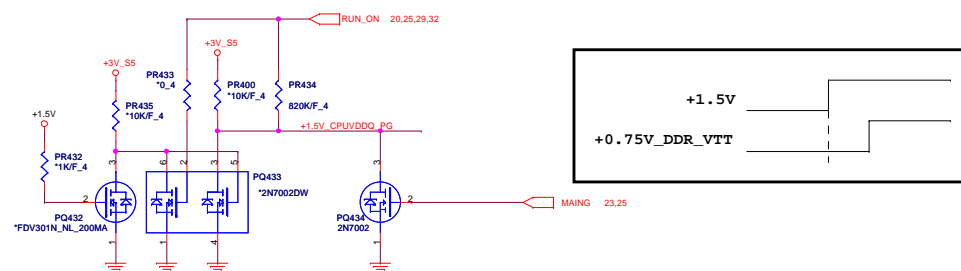 RUN_ON 20,25,29,32
+3V_S5
+3V_S5
PR433
*0_4
PR400
*10K/F_4
PR434
820K/F_4
PR435
*10K/F_4
+1.5V
+1.5V_CPUVDDQ_PG
PR432
*1K/F_4
3
6
2
3
5
3
PQ433
*2N7002DW
2
2
PQ432
*FDV301N_NL_200MA
PQ434
2N7002
MAING 23,25
1
1
4
1
+1.5V
+0.75V_DDR_VTT